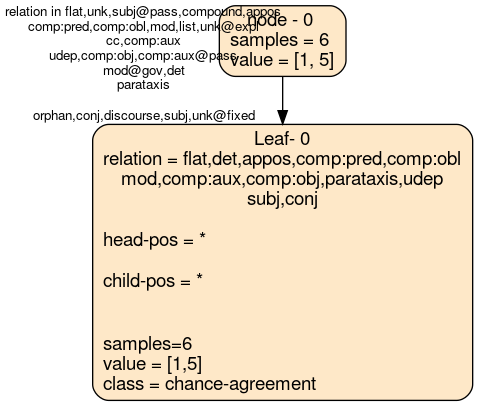 relation in flat,unk,subj@pass,compound,appos
comp:pred,comp:obl,mod,list,unk@expl
cc,comp:aux
udep,comp:obj,comp:aux@pass
mod@gov,det
parataxis
orphan,conj,discourse,subj,unk@fixed
node - 0
samples = 6
value = [1, 5]
Leaf- 0
relation = flat,det,appos,comp:pred,comp:obl
mod,comp:aux,comp:obj,parataxis,udep
subj,conj
head-pos = *
child-pos = *
samples=6
value = [1,5]
class = chance-agreement